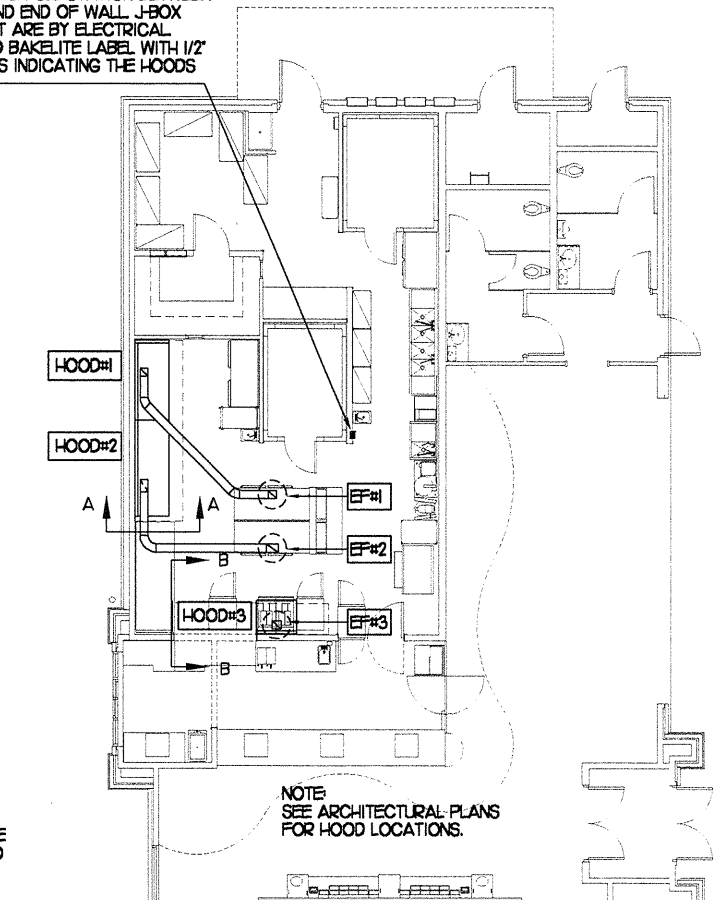 ND END OF WALL J-BOX
T ARE BY ELECTRICAL
BAKELITE LABEL WITH 1/2"
S INDICATING THE HOODS
HOOD#1
HOOD#2
A A
EF#1
EF#2
B
HOOD#3
EF#3
B
NOTE:
SEE ARCHITECTURAL PLANS
FOR HOOD LOCATIONS.